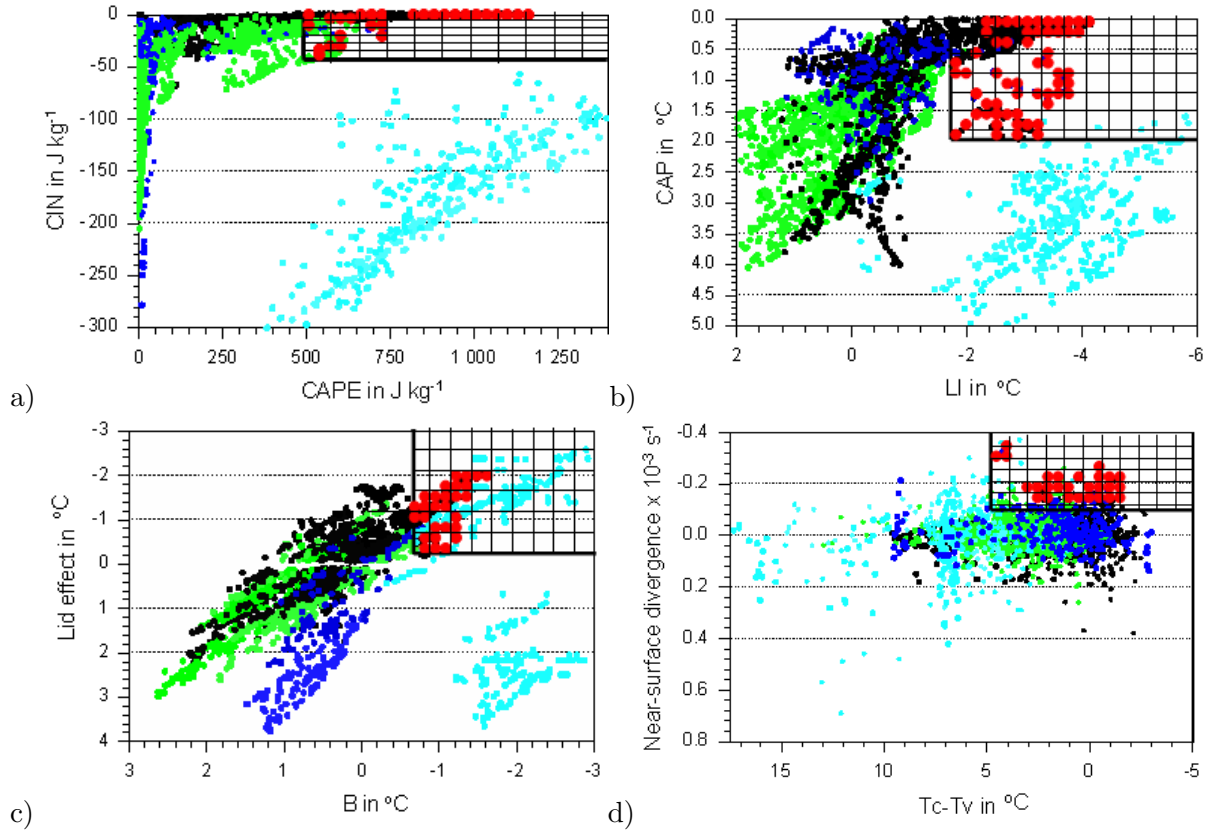 0
-50
-100
-150
-200
-250
-300
CIN in J kg-1
0 250 500 750 1 000 1 250
CAPE in J kg-1
a)
0.0
0.5
1.0
1.5
2.0
2.5
3.0
3.5
4.0
4.5
5.0
CAP in ºC
2 0 -2 -4 -6
LI in ºC
b)
-3
-2
-1
0
1
2
3
4
Lid effect in ºC
3 2 1 0 -1 -2 -3
B in ºC
c)
-0.4
-0.2
0.0
0.2
0.4
0.6
0.8
Near-surface divergence x 10-3 s-1
15 10 5 0 -5
Tc-Tv in ºC
d)